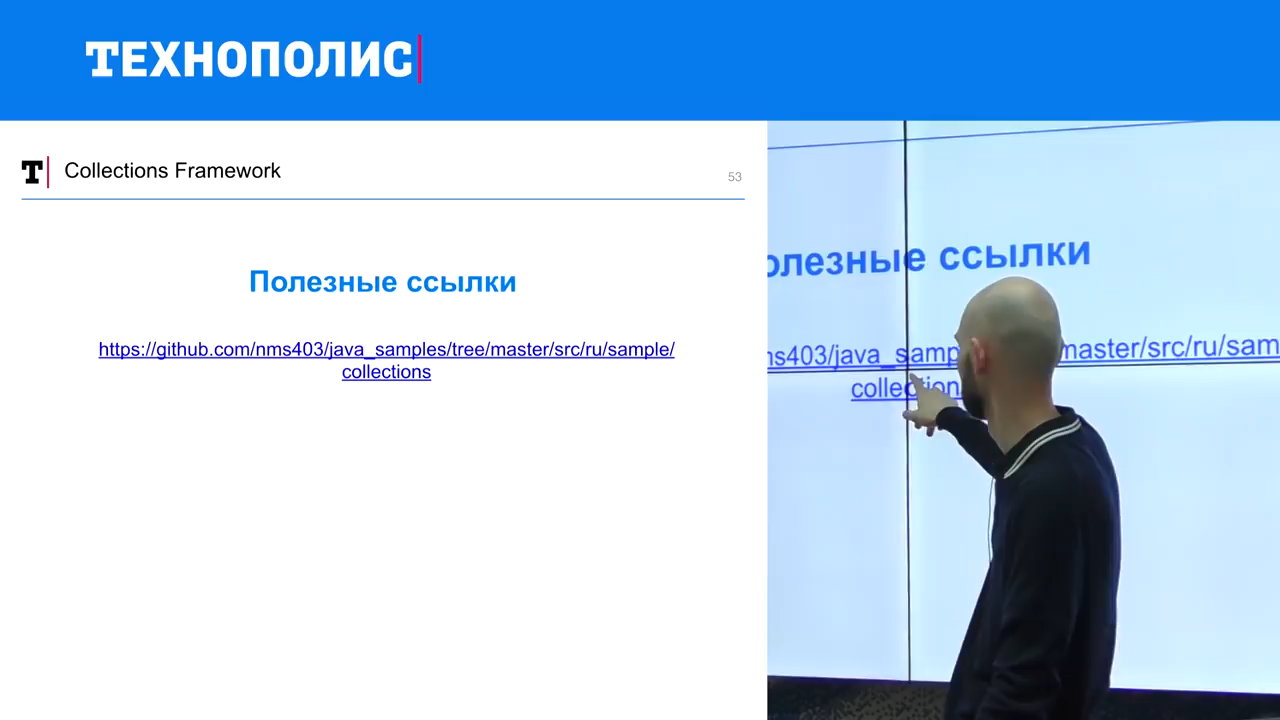 ТЕХНОПОЛИС
T Collections Framework
53
Полезные ссылки
https://github.com/nms403/java_samples/tree/master/src/ru/sample/
collections
олезные ссылки
ms403/java_samp master/src/ru/sam
collection